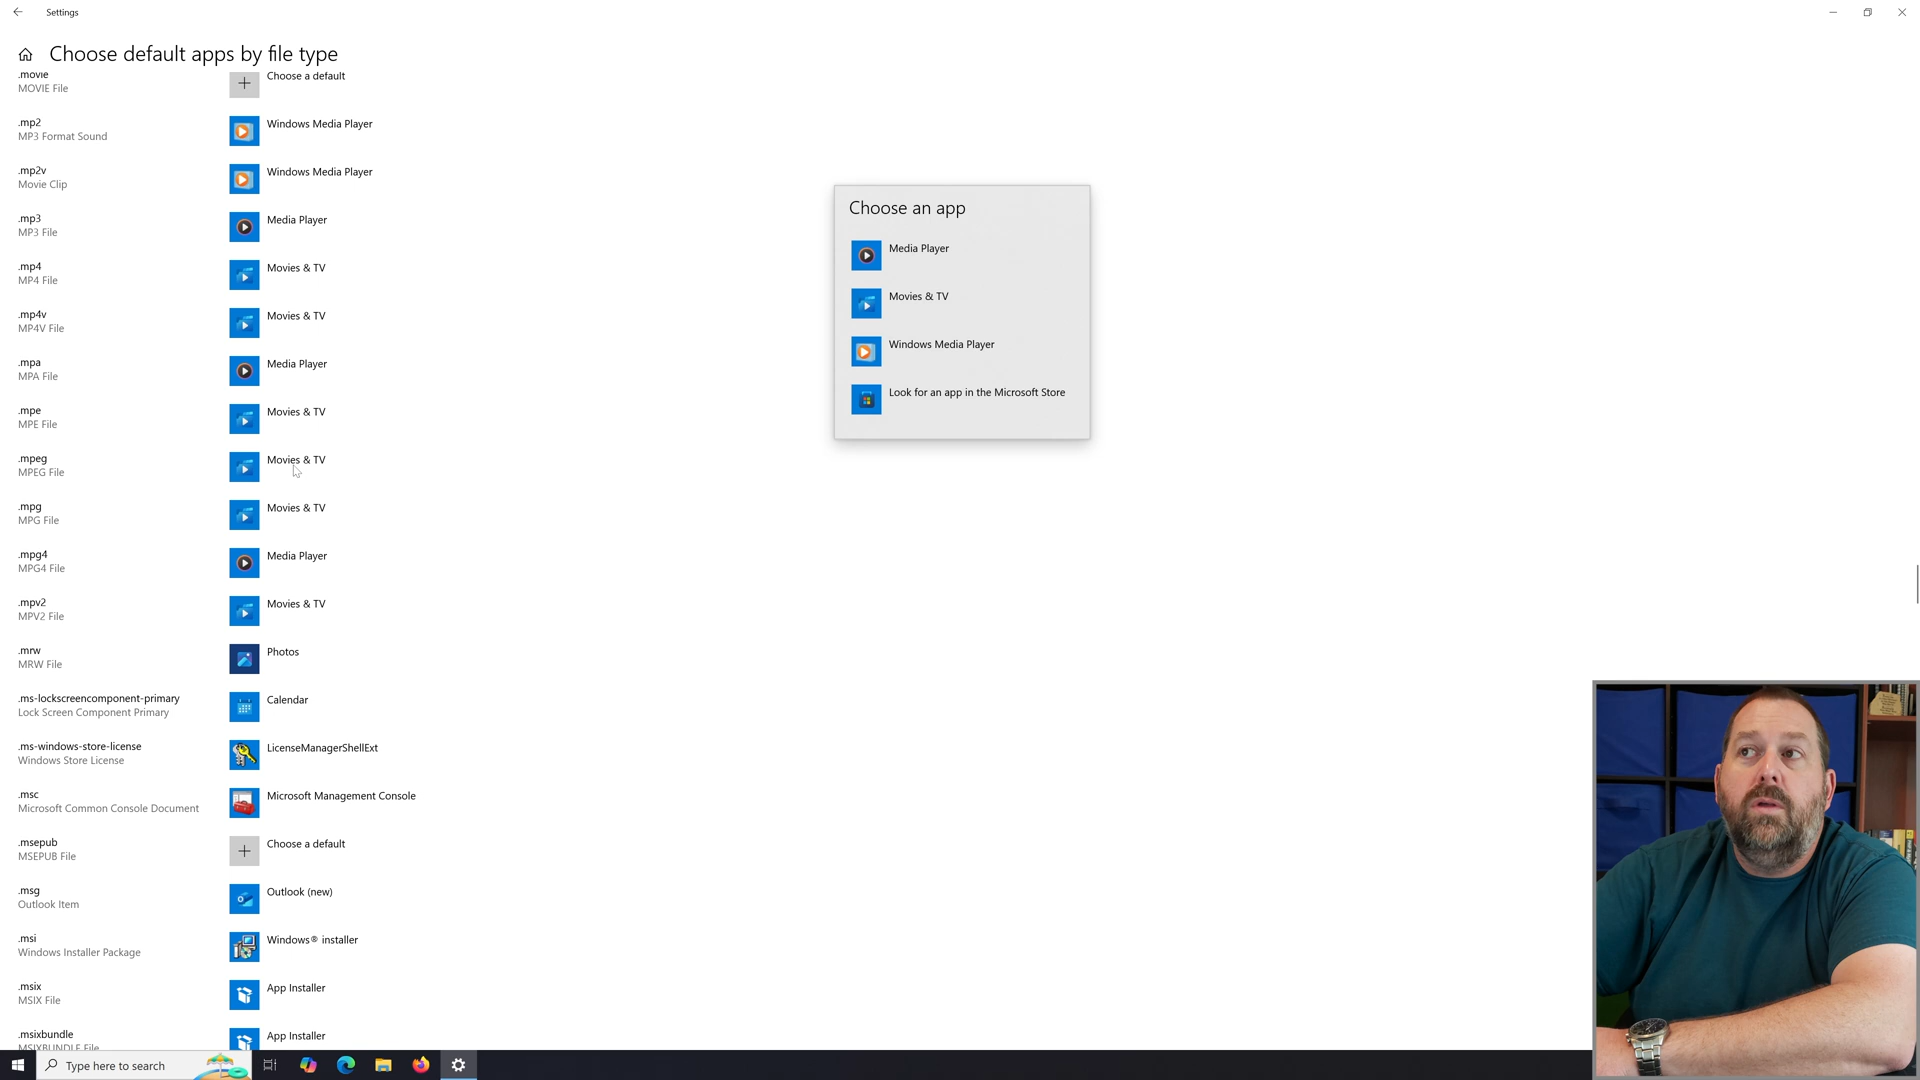 Settings
Choose default apps by file type
.movie
MOVIE File
Choose a default
.mp2
MP3 Format Sound
Windows Media Player
.mp2v
Movie Clip
Windows Media Player
.mp3
MP3 File
Media Player
.mp4
MP4 File
Movies & TV
.mp4v
MP4V File
Movies & TV
.mpa
MPA File
Media Player
.mpe
MPE File
Movies & TV
.mpeg
MPEG File
Movies & TV
.mpg
MPG File
Movies & TV
.mpg4
MPG4 File
Media Player
.mpv2
MPV2 File
Movies & TV
.mrw
MRW File
Photos
.ms-lockscreencomponent-primary
Lock Screen Component Primary
Calendar
.ms-windows-store-license
Windows Store License
LicenseManagerShellExt
.msc
Microsoft Common Console Document
Microsoft Management Console
.msepub
MSEPUB File
Choose a default
.msg
Outlook Item
Outlook (new)
.msi
Windows Installer Package
Windows® installer
.msix
MSIX File
App Installer
.msixbundle
MSIXBUNDLE File
App Installer
Choose an app
Media Player
Movies & TV
Windows Media Player
Look for an app in the Microsoft Store
Type here to search